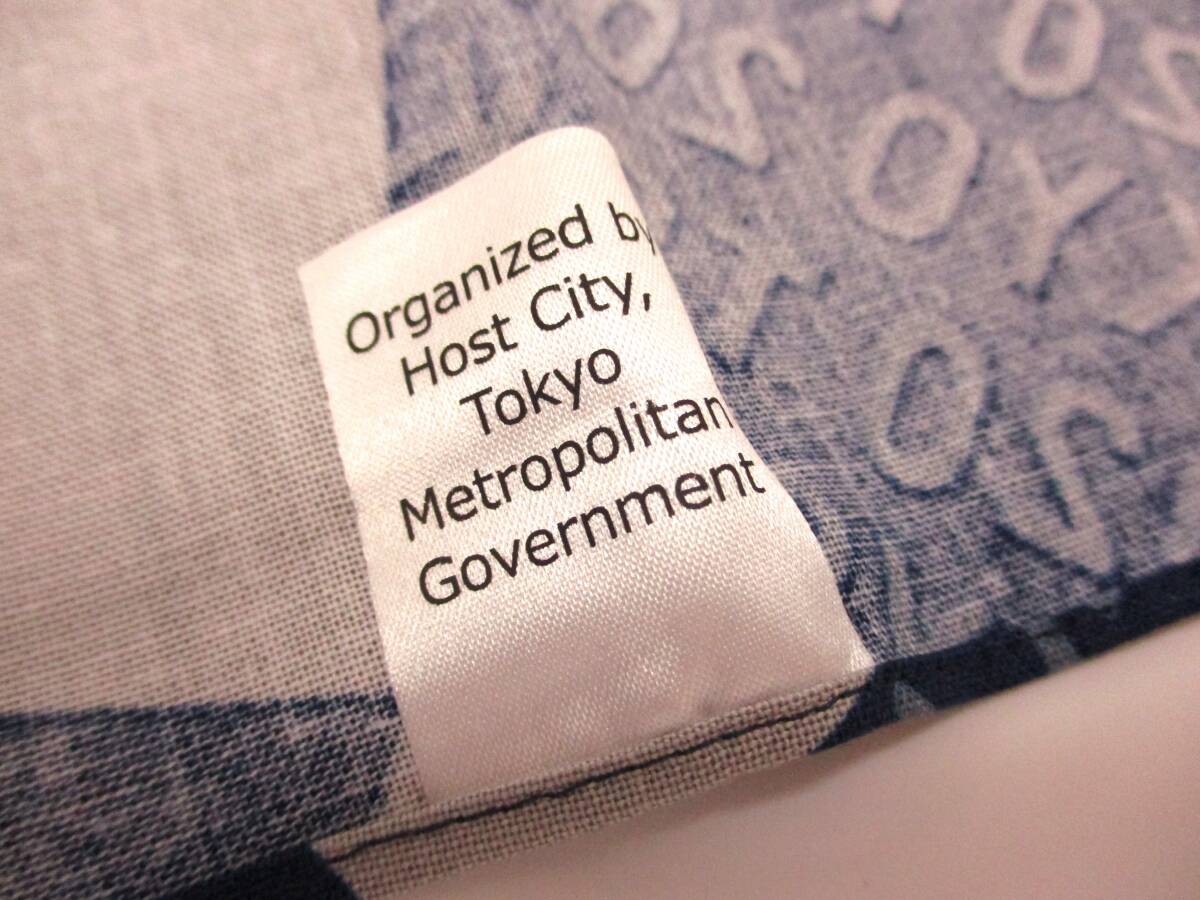 Organized by
Host City,
Tokyo
Metropolitan
Government